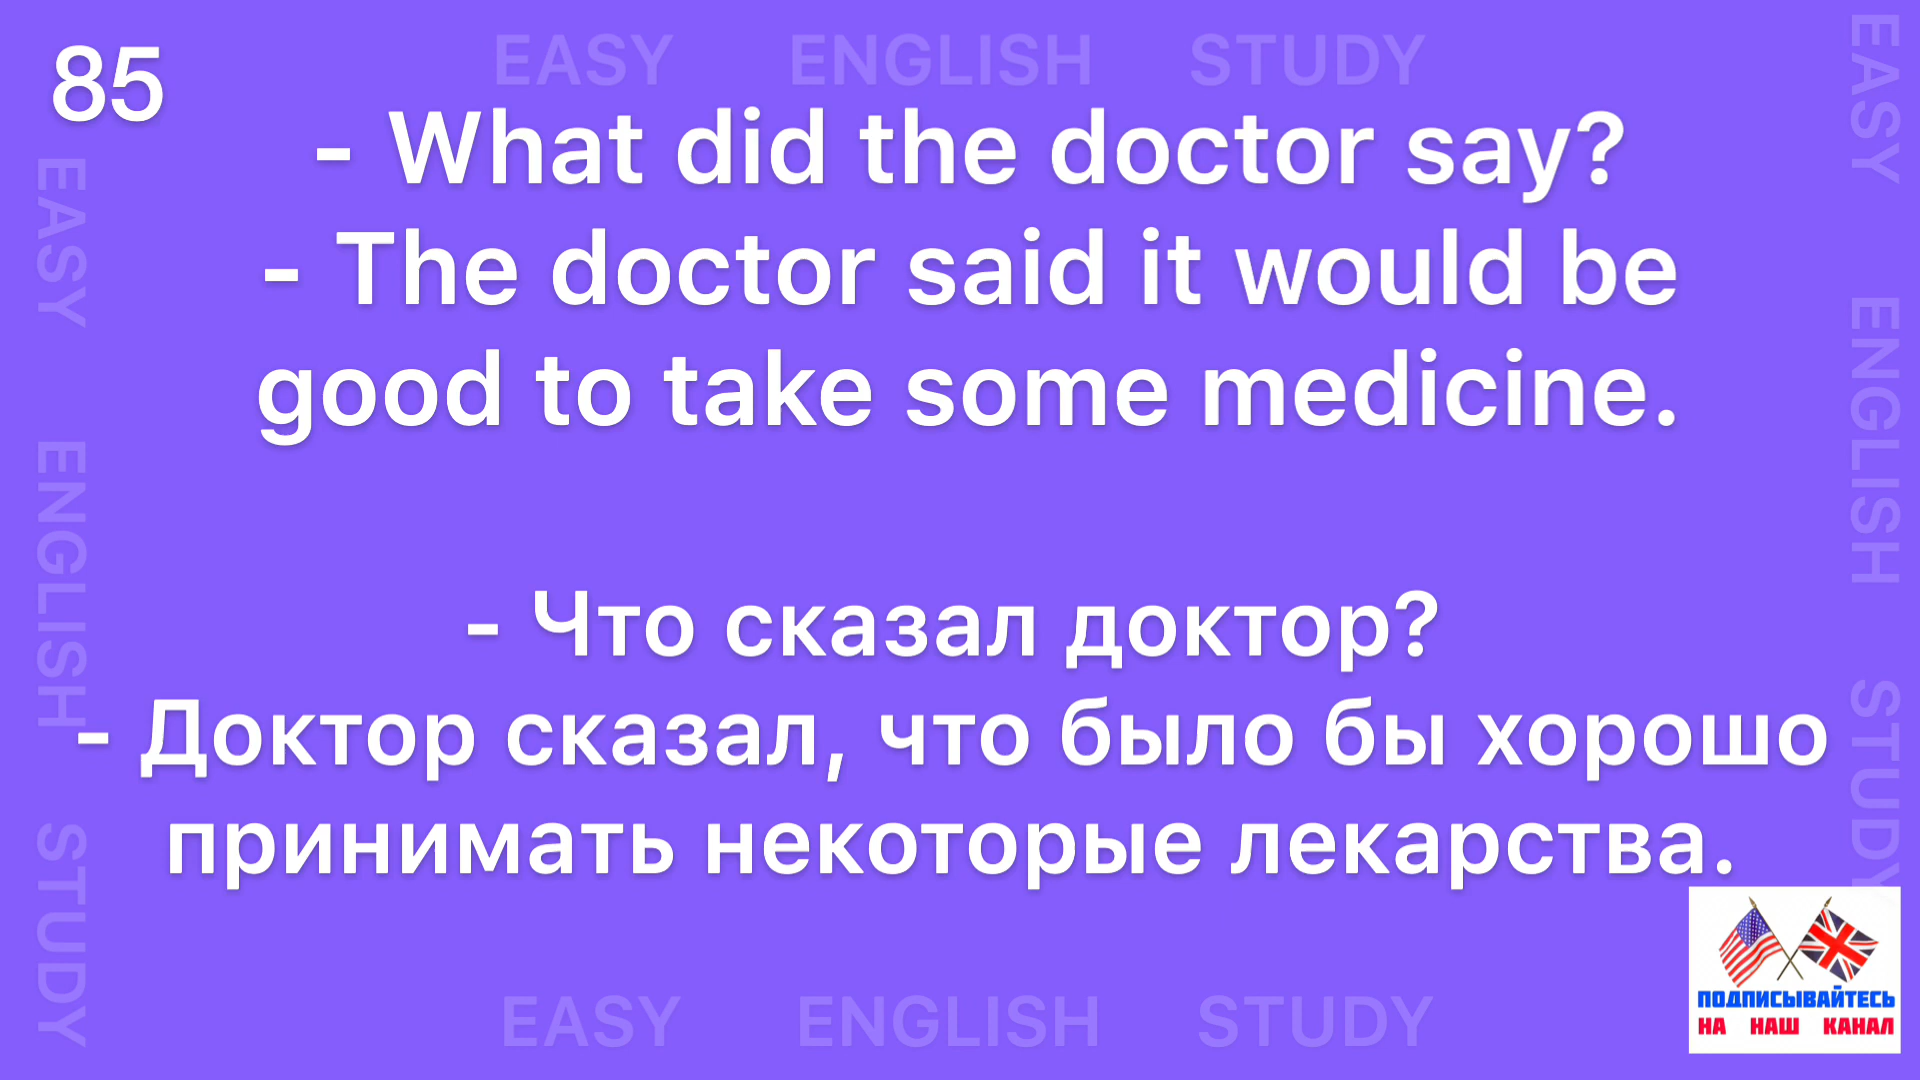 85
EASY ENGLISH STUDY
- What did the doctor say?
- The doctor said it would be
good to take some medicine.
- Что сказал доктор?
- Доктор сказал, что было бы хорошо
принимать некоторые лекарства.
EASY ENGLISH STUDY
EASY ENGLISH STUDY
EASY ENGLISH STUDY
ПОДПИСЫВАЙТЕСЬ
НА НАШ КАНАЛ